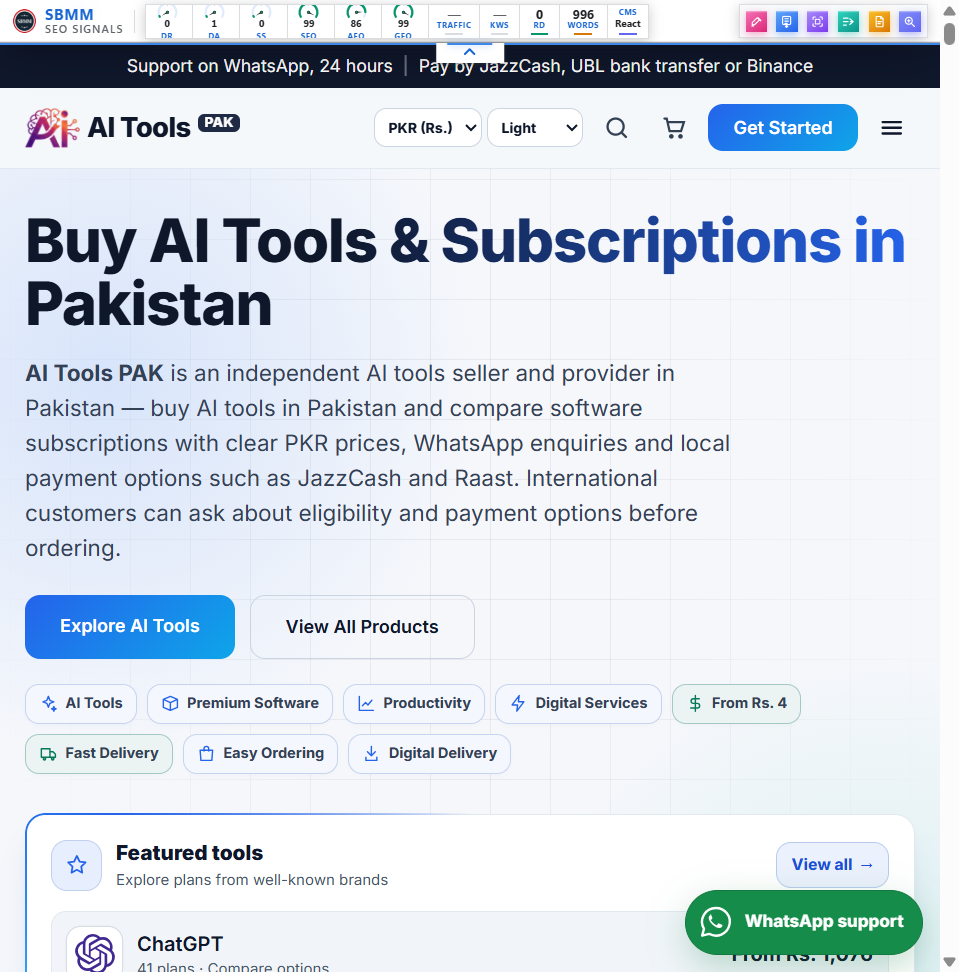 SBMM
SEO SIGNALS
0 DR
1 DA
0 SS
99 SEO
86 AEO
99 GEO
— TRAFFIC
— KWS
0 RD
996 WORDS
CMS React
Support on WhatsApp, 24 hours | Pay by JazzCash, UBL bank transfer or Binance
AI Tools PAK
PKR (Rs.)
Light
Get Started
Buy AI Tools & Subscriptions in
Pakistan
AI Tools PAK is an independent AI tools seller and provider in
Pakistan — buy AI tools in Pakistan and compare software
subscriptions with clear PKR prices, WhatsApp enquiries and local
payment options such as JazzCash and Raast. International
customers can ask about eligibility and payment options before
ordering.
Explore AI Tools
View All Products
AI Tools
Premium Software
Productivity
Digital Services
From Rs. 4
Fast Delivery
Easy Ordering
Digital Delivery
Featured tools
Explore plans from well-known brands
View all →
ChatGPT
41 plans · Compare options
WhatsApp support
From Rs.